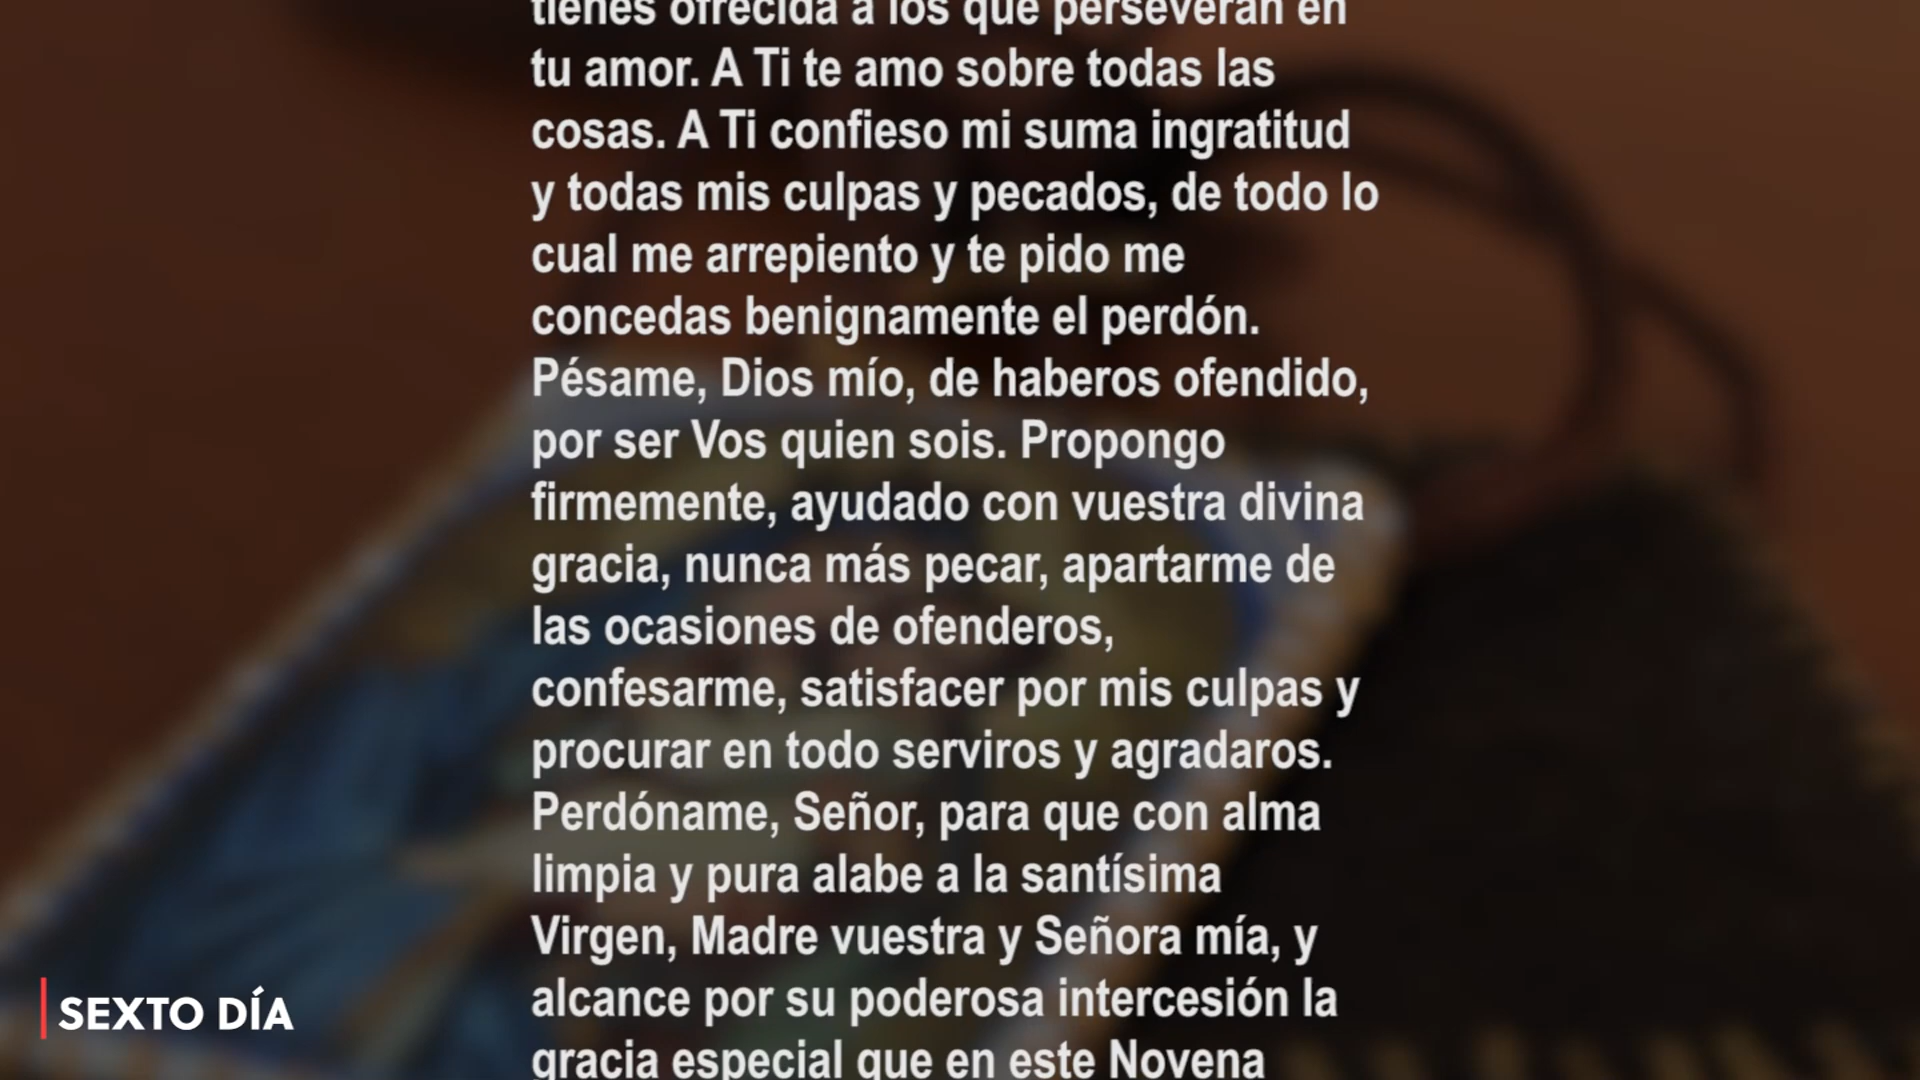 tienes ofrecida a los que perseveran en
tu amor. A Ti te amo sobre todas las
cosas. A Ti confieso mi suma ingratitud
y todas mis culpas y pecados, de todo lo
cual me arrepiento y te pido me
concedas benignamente el perdón.
Pésame, Dios mío, de haberos ofendido,
por ser Vos quien sois. Propongo
firmemente, ayudado con vuestra divina
gracia, nunca más pecar, apartarme de
las ocasiones de ofenderos,
confesarme, satisfacer por mis culpas y
procurar en todo serviros y agradaros.
Perdóname, Señor, para que con alma
limpia y pura alabe a la santísima
Virgen, Madre vuestra y Señora mía, y
alcance por su poderosa intercesión la
gracia especial que en este Novena
SEXTO DÍA